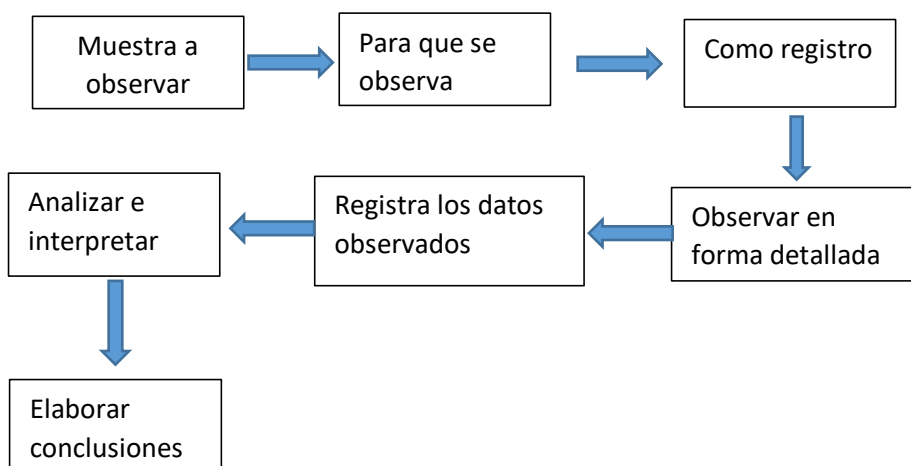 Muestra a
observar
Para que se
observa
Como registro
Observar en
forma detallada
Registra los datos
observados
Analizar e
interpretar
Elaborar
conclusiones